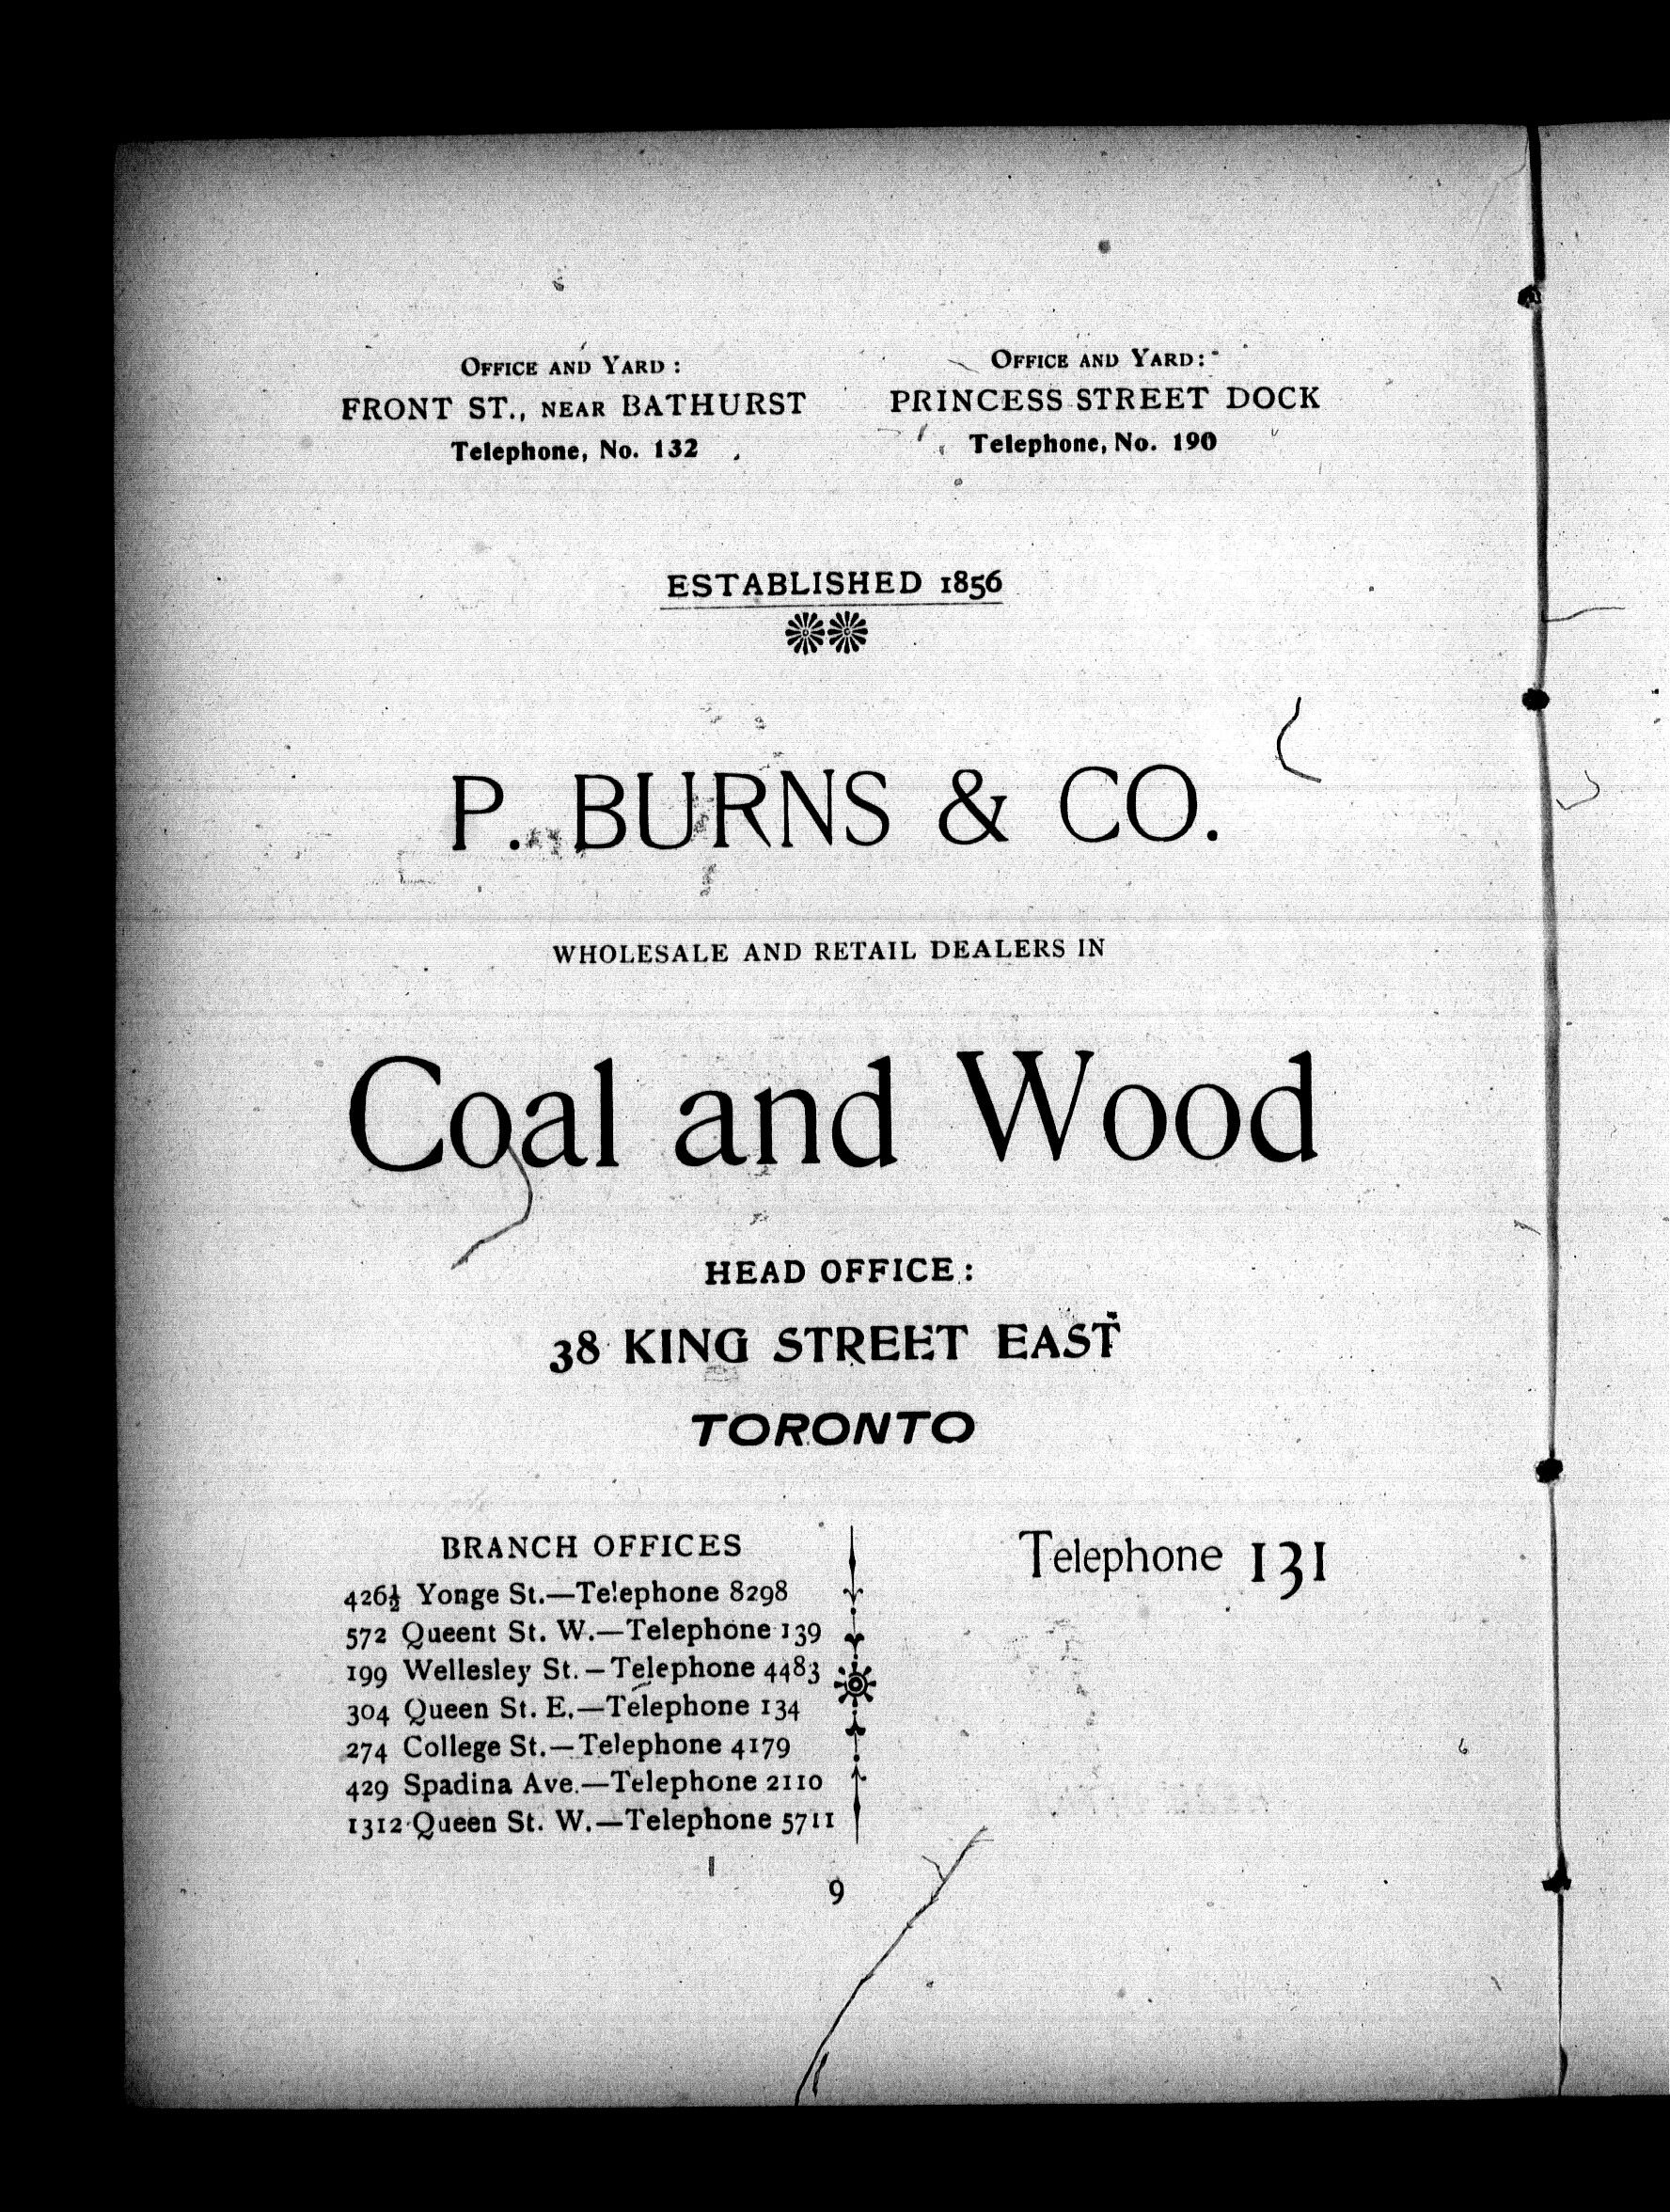 OFFICE AND YARD :
FRONT ST., NEAR BATHURST
Telephone, No. 132
OFFICE AND YARD:
PRINCESS STREET DOCK
Telephone, No. 190
ESTABLISHED 1856
P. BURNS & CO.
WHOLESALE AND RETAIL DEALERS IN
Coal and Wood
HEAD OFFICE :
38 KING STREET EAST
TORONTO
BRANCH OFFICES
426½ Yonge St.—Telephone 8298
572 Queent St. W.—Telephone 139
199 Wellesley St.—Telephone 4483
304 Queen St. E.—Telephone 134
274 College St.—Telephone 4179
429 Spadina Ave.—Telephone 2110
1312 Queen St. W.—Telephone 5711
Telephone 131
9